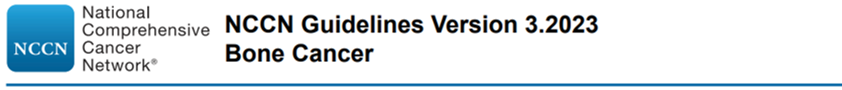 NCCN
National
Comprehensive
Cancer
Network®
NCCN Guidelines Version 3.2023
Bone Cancer